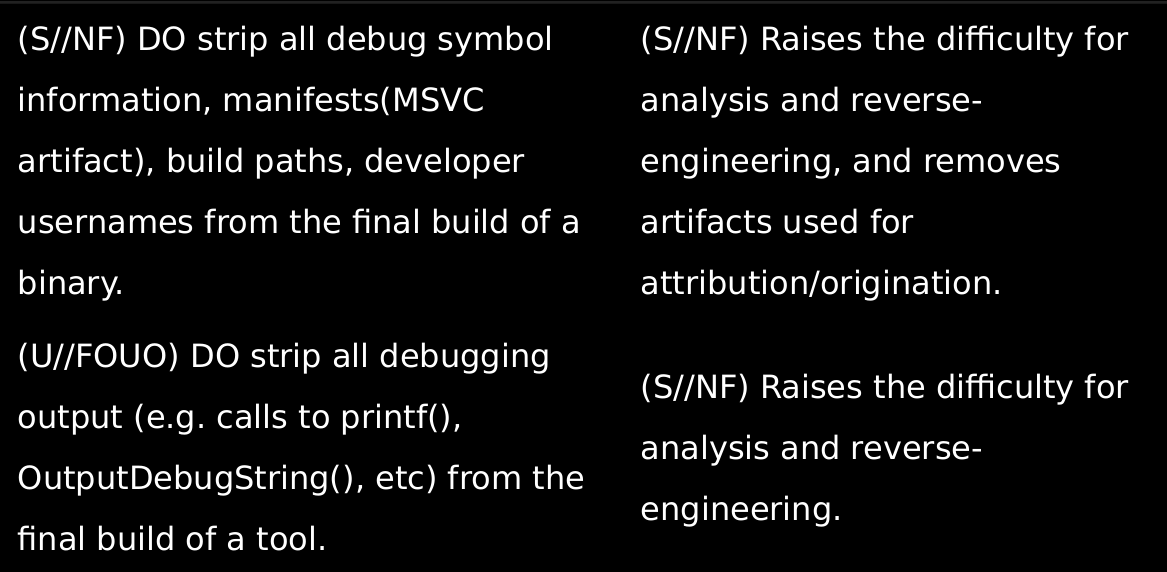 (S//NF) DO strip all debug symbol
information, manifests(MSVC
artifact), build paths, developer
usernames from the final build of a
binary.
(S//NF) Raises the difficulty for
analysis and reverse-
engineering, and removes
artifacts used for
attribution/origination.
(U//FOUO) DO strip all debugging
output (e.g. calls to printf(),
OutputDebugString(), etc) from the
final build of a tool.
(S//NF) Raises the difficulty for
analysis and reverse-
engineering.